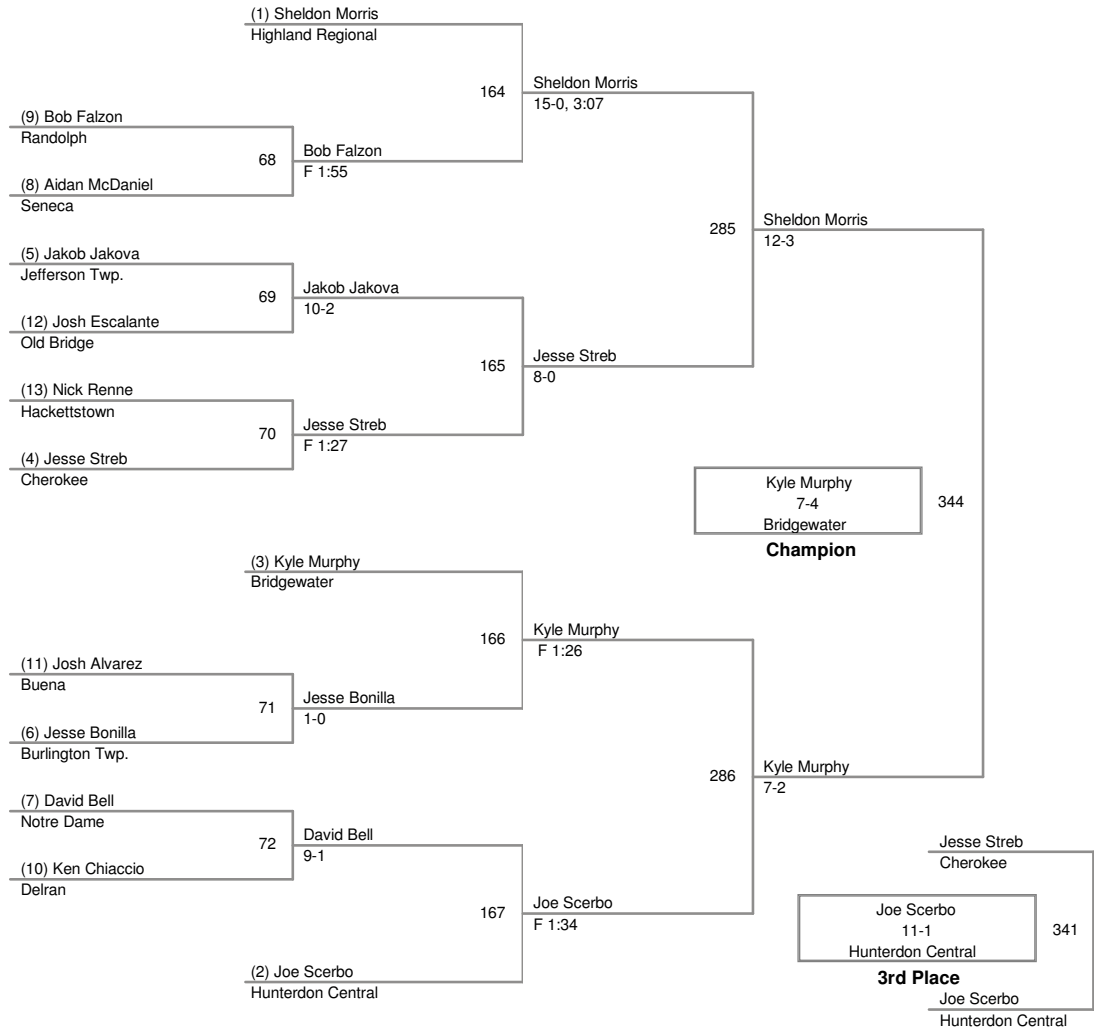 (1) Sheldon Morris
Highland Regional
164
Sheldon Morris
15-0, 3:07
(9) Bob Falzon
Randolph
68
Bob Falzon
F 1:55
(8) Aidan McDaniel
Seneca
285
Sheldon Morris
12-3
(5) Jakob Jakova
Jefferson Twp.
69
Jakob Jakova
10-2
(12) Josh Escalante
Old Bridge
165
Jesse Streb
8-0
(13) Nick Renne
Hackettstown
70
Jesse Streb
F 1:27
(4) Jesse Streb
Cherokee
Kyle Murphy
7-4
Bridgewater
344
Champion
(3) Kyle Murphy
Bridgewater
166
Kyle Murphy
F 1:26
(11) Josh Alvarez
Buena
71
Jesse Bonilla
1-0
(6) Jesse Bonilla
Burlington Twp.
286
Kyle Murphy
7-2
(7) David Bell
Notre Dame
72
David Bell
9-1
(10) Ken Chiaccio
Delran
167
Joe Scerbo
F 1:34
(2) Joe Scerbo
Hunterdon Central
Jesse Streb
Cherokee
Joe Scerbo
11-1
Hunterdon Central
341
3rd Place
Joe Scerbo
Hunterdon Central